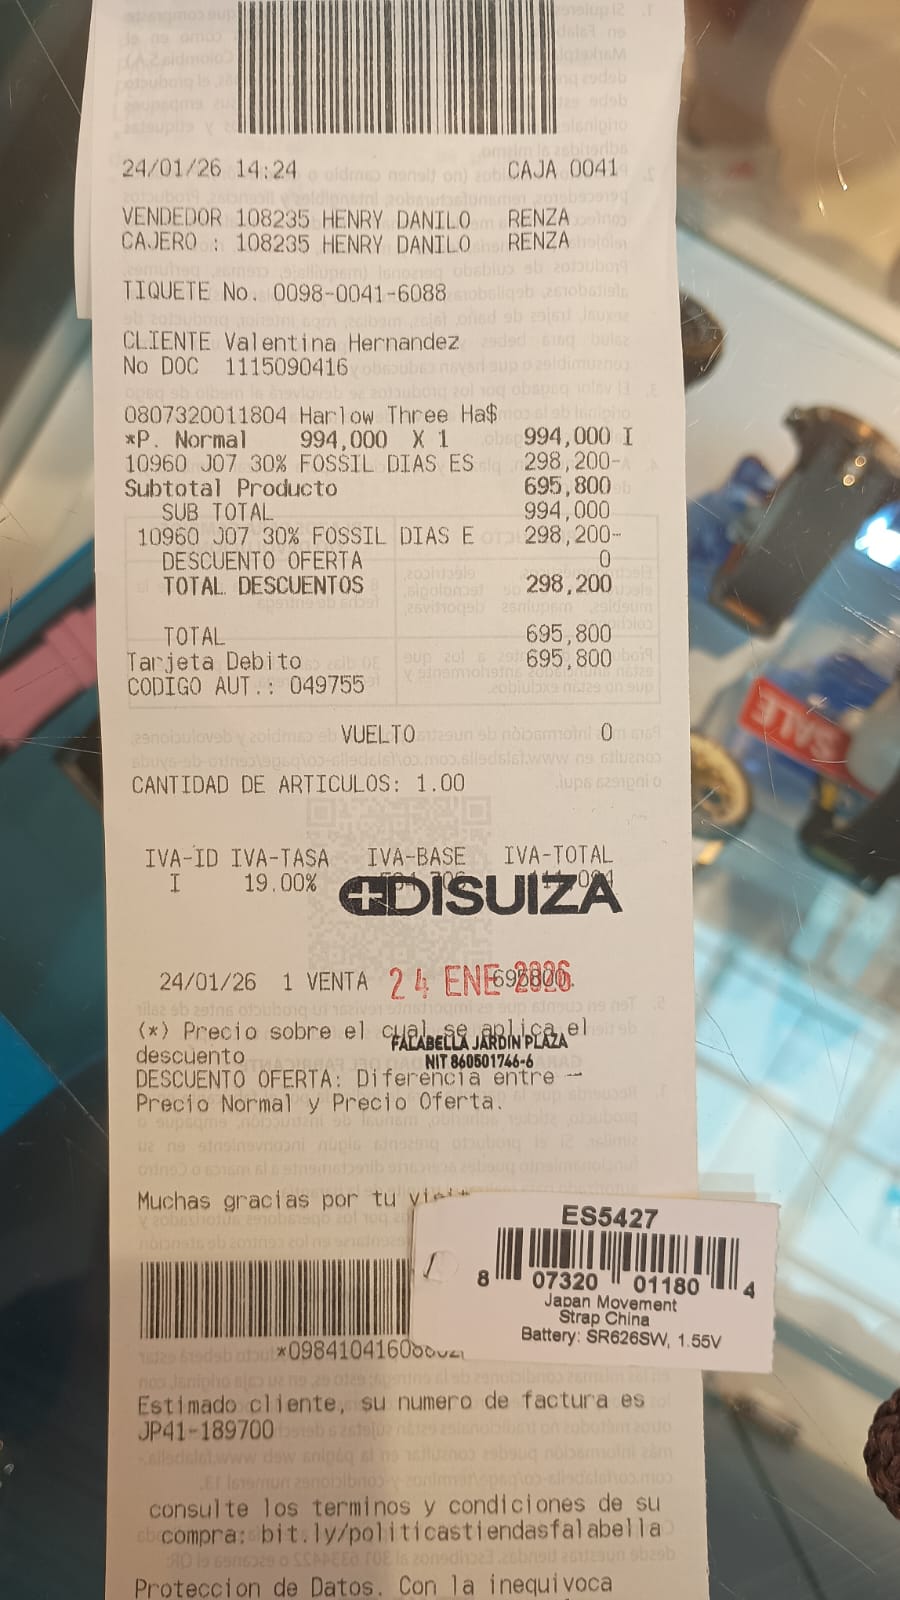 24/01/26 14:24 CAJA 0041
VENDEDOR 108235 HENRY DANILO RENZA
CAJERO : 108235 HENRY DANILO RENZA
TIQUETE No. 0098-0041-6088
CLIENTE Valentina Hernandez
No DOC 1115090416
0807320011804 Harlow Three Ha$
*P. Normal 994,000 X 1 994,000 I
10960 J07 30% FOSSIL DIAS ES 298,200-
Subtotal Producto 695,800
SUB TOTAL 994,000
10960 J07 30% FOSSIL DIAS E 298,200-
DESCUENTO OFERTA 0
TOTAL DESCUENTOS 298,200
TOTAL 695,800
Tarjeta Debito 695,800
CODIGO AUT.: 049755
VUELTO 0
CANTIDAD DE ARTICULOS: 1.00
IVA-ID IVA-TASA IVA-BASE IVA-TOTAL
I 19.00%
DISUIZA
24/01/26 1 VENTA 695800.
24 ENE 2026
(*) Precio sobre el cual se aplica el
descuento
FALABELLA JARDIN PLAZA
NIT 860501746-6
DESCUENTO OFERTA: Diferencia entre
Precio Normal y Precio Oferta.
Muchas gracias por tu
ES5427
8 07320 01180 4
Japan Movement
Strap China
Battery: SR626SW, 1.55V
Estimado cliente, su numero de factura es
JP41-189700
consulte los terminos y condiciones de su
compra: bit.ly/politicastiendasfalabella
Proteccion de Datos. Con la inequivoca
SALE